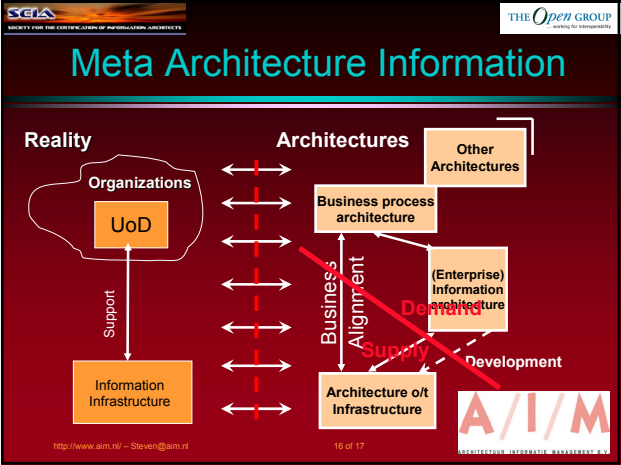 SCIA
SOCIETY FOR THE CERTIFICATION OF INFORMATION ARCHITECTS
THE Open GROUP
... working for interoperability
Meta Architecture Information
Reality
Architectures
Other
Architectures
Organizations
UoD
Business process
architecture
(Enterprise)
Information
architecture
Support
Business
Alignment
Demand
Supply
Development
Information
Infrastructure
Architecture o/t
Infrastructure
A/I/M
ARCHITECTUUR INFORMATIE MANAGEMENT B.V
http://www.aim.nl/ – Steven@aim.nl
16 of 17